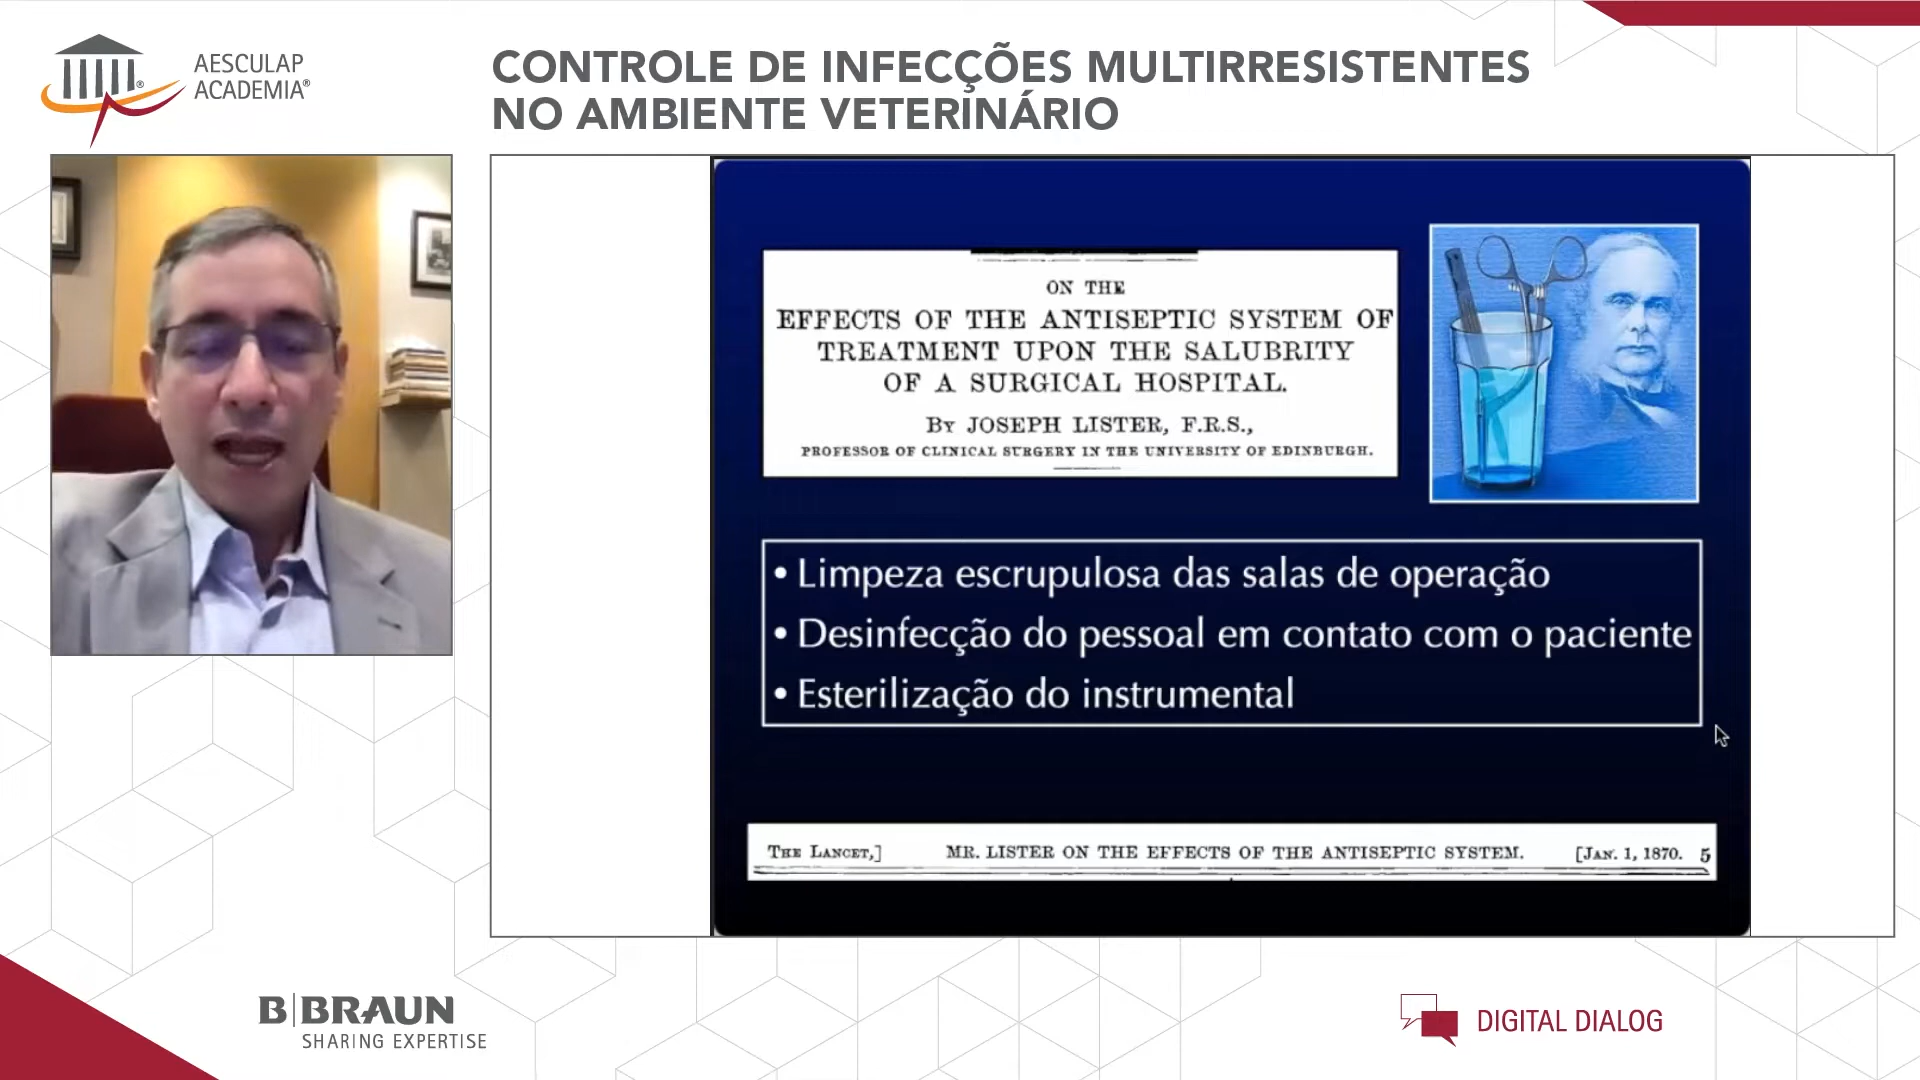 AESCULAP
ACADEMIA®
CONTROLE DE INFECÇÕES MULTIRRESISTENTES
NO AMBIENTE VETERINÁRIO
ON THE
EFFECTS OF THE ANTISEPTIC SYSTEM OF
TREATMENT UPON THE SALUBRITY
OF A SURGICAL HOSPITAL.
BY JOSEPH LISTER, F.R.S.,
PROFESSOR OF CLINICAL SURGERY IN THE UNIVERSITY OF EDINBURGH.
• Limpeza escrupulosa das salas de operação
• Desinfecção do pessoal em contato com o paciente
• Esterilização do instrumental
THE LANCET,] MR. LISTER ON THE EFFECTS OF THE ANTISEPTIC SYSTEM. [JAN. 1, 1870. 5
B|BRAUN
SHARING EXPERTISE
DIGITAL DIALOG